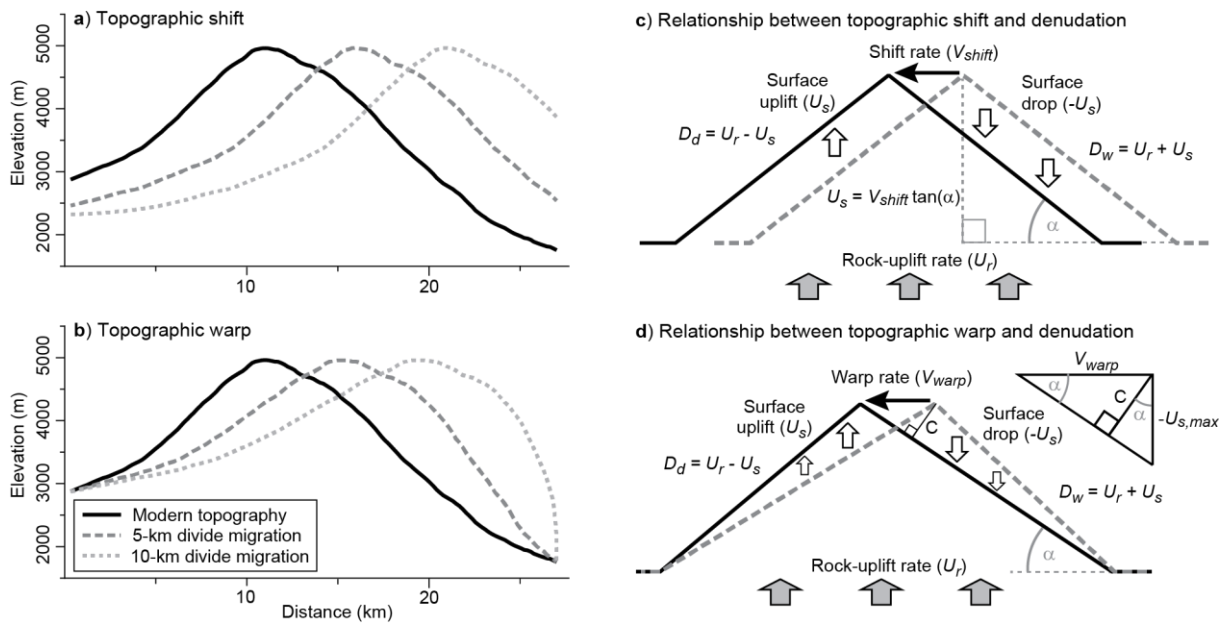 a) Topographic shift
Elevation (m)
5000
4000
3000
2000
10
20
b) Topographic warp
Elevation (m)
5000
4000
3000
2000
Modern topography
5-km divide migration
10-km divide migration
10
20
Distance (km)
c) Relationship between topographic shift and denudation
Shift rate (Vshift)
Surface
uplift (Us)
Surface
drop (-Us)
Dd = Ur - Us
Dw = Ur + Us
Us = Vshift tan(α)
α
Rock-uplift rate (Ur)
d) Relationship between topographic warp and denudation
Vwarp
Warp rate (Vwarp)
α
C
α
-Us,max
Surface
uplift (Us)
C
Surface
drop (-Us)
Dd = Ur - Us
Dw = Ur + Us
α
Rock-uplift rate (Ur)